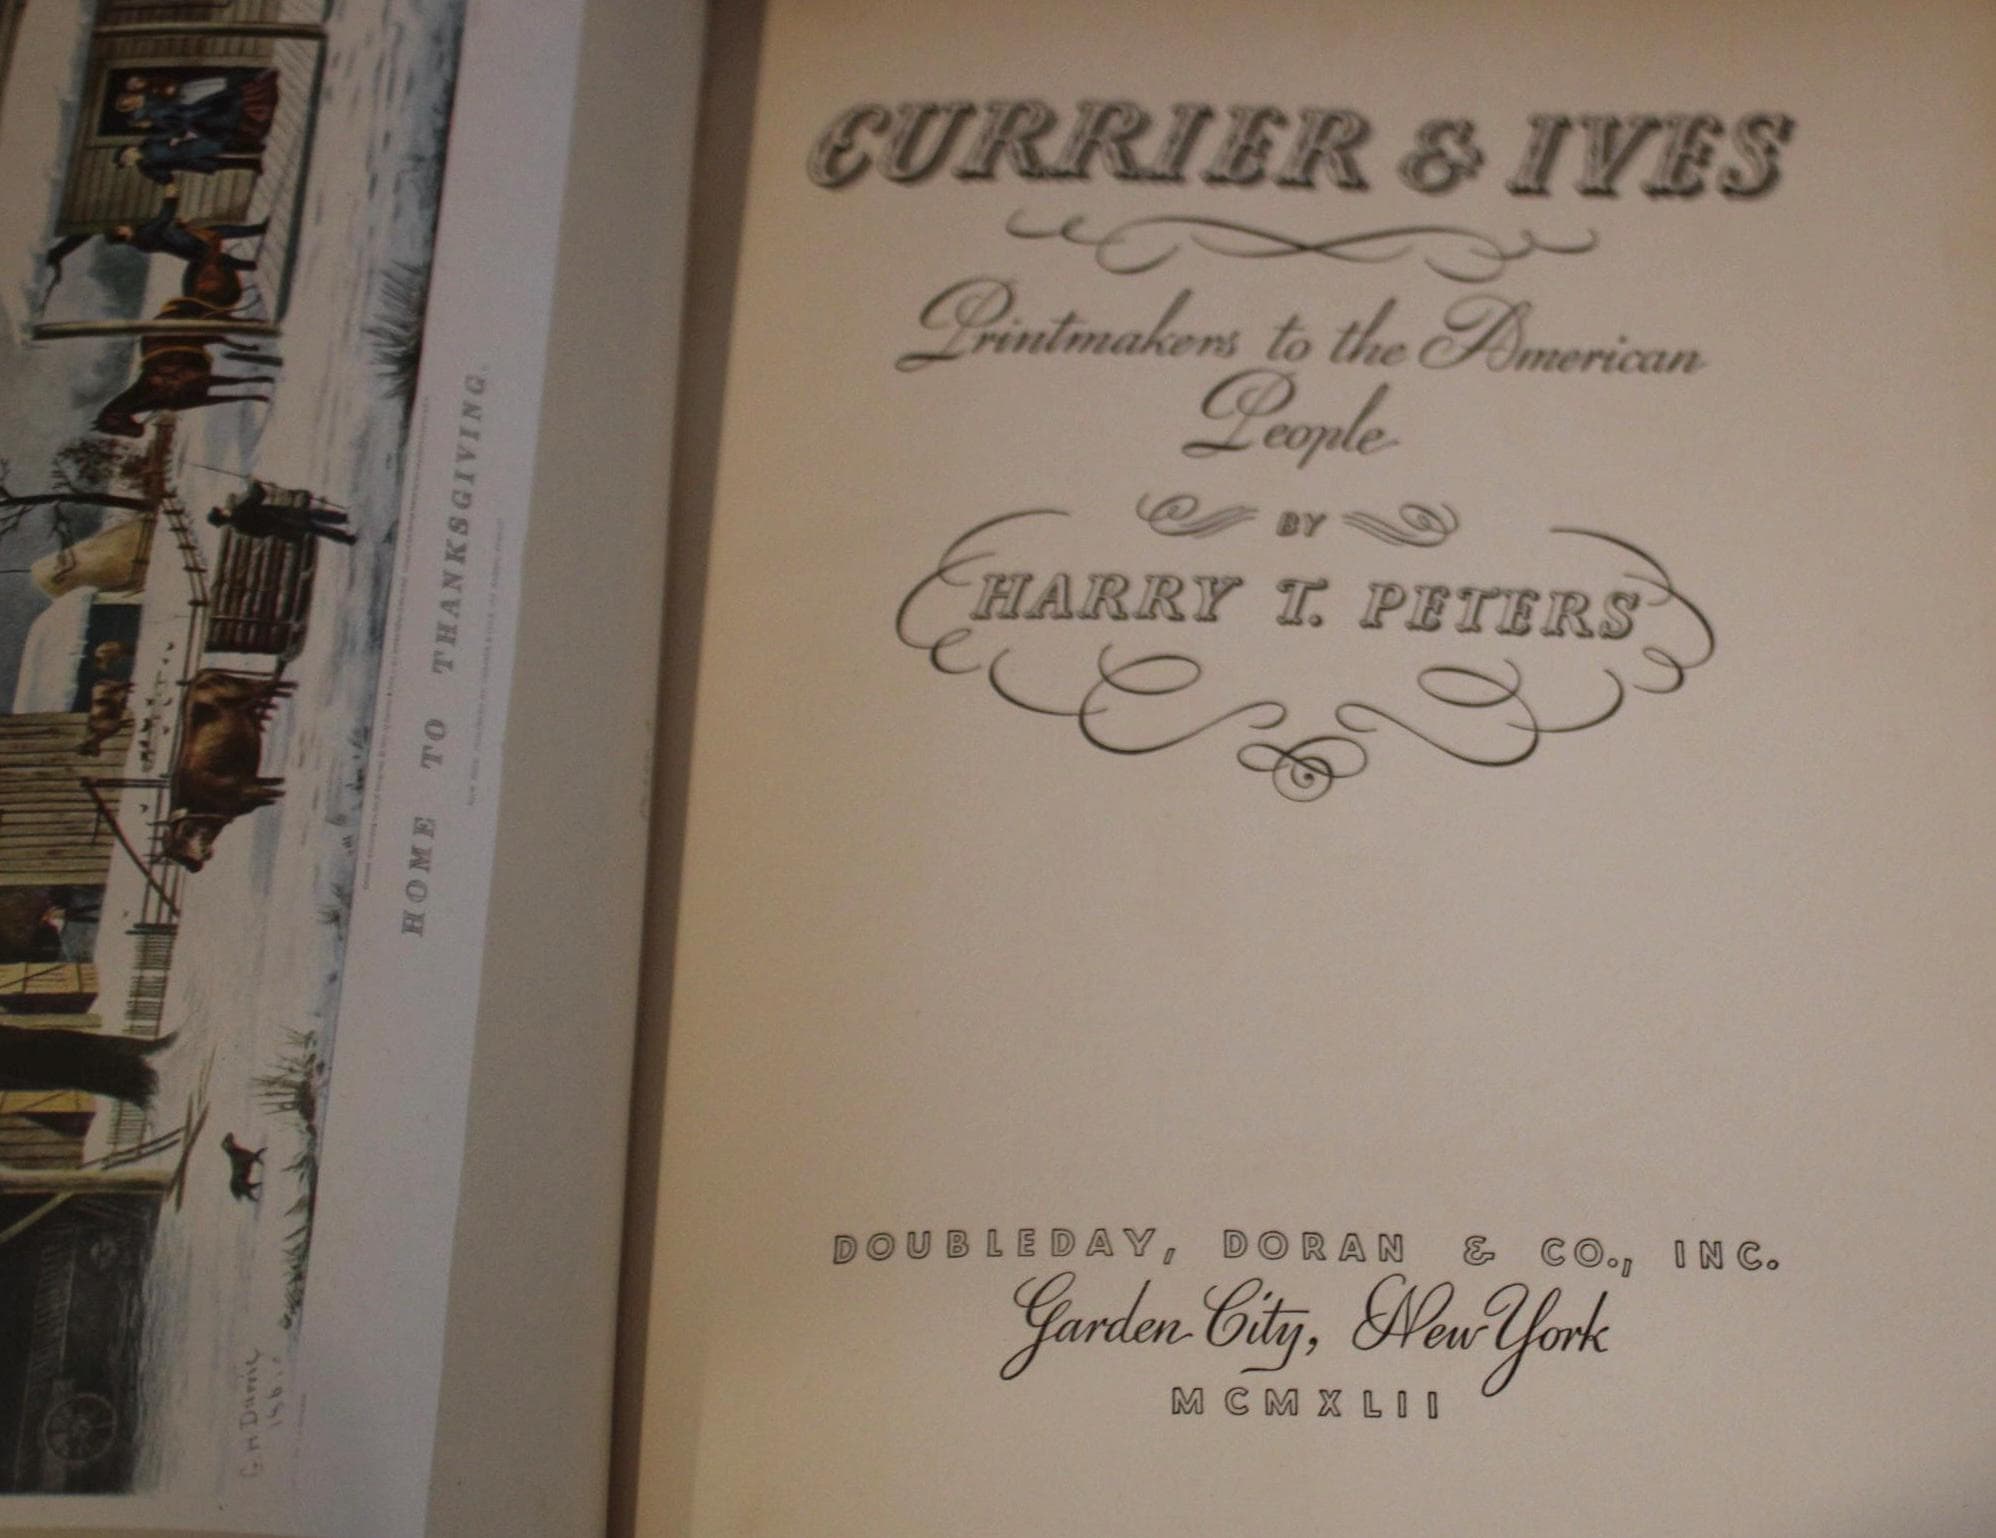 HOME TO THANKSGIVING.
CURRIER & IVES
Printmakers to the American
People
BY
HARRY T. PETERS
DOUBLEDAY, DORAN & CO., INC.
Garden City, New York
MCMXLII